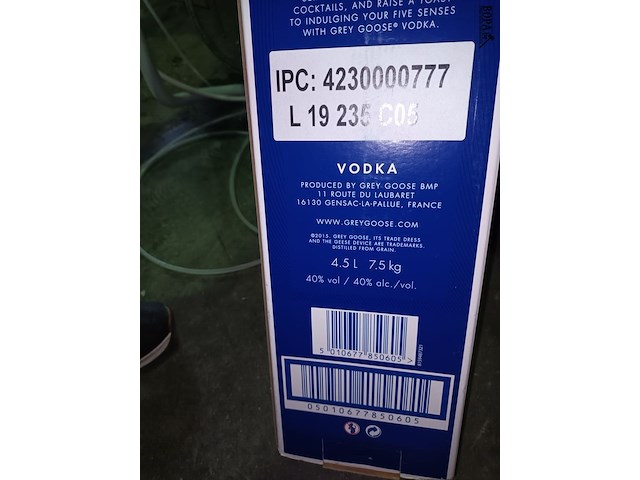 COCKTAILS, AND RAISE A TOAST
TO INDULGING YOUR FIVE SENSES
WITH GREY GOOSE® VODKA.
IPC: 4230000777
L 19 235 C05
VODKA
PRODUCED BY GREY GOOSE BMP
11 ROUTE DU LAUBARET
16130 GENSAC-LA-PALLUE, FRANCE
WWW.GREYGOOSE.COM
©2015. GREY GOOSE, ITS TRADE DRESS
AND THE GEESE DEVICE ARE TRADEMARKS.
DISTILLED FROM GRAIN.
4.5 L 7.5 kg
40% vol / 40% alc./vol.
5 010677 850605 >
05010677850605